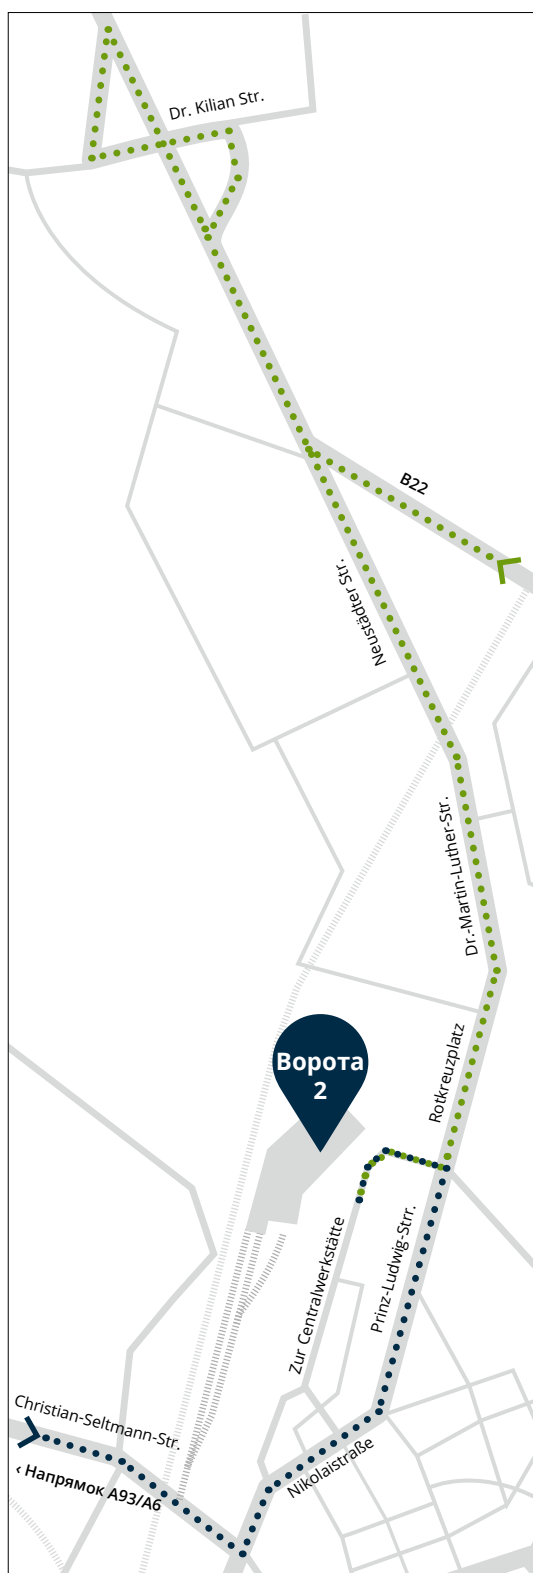 Dr. Kilian Str.
B22
Neustädter Str.
Dr.-Martin-Luther-Str.
Rotkreuzplatz
Ворота
2
Prinz-Ludwig-Strr.
Zur Centralwerkstätte
Christian-Seltmann-Str.
‹ Напрямок A93/A6
Nikolaistraße